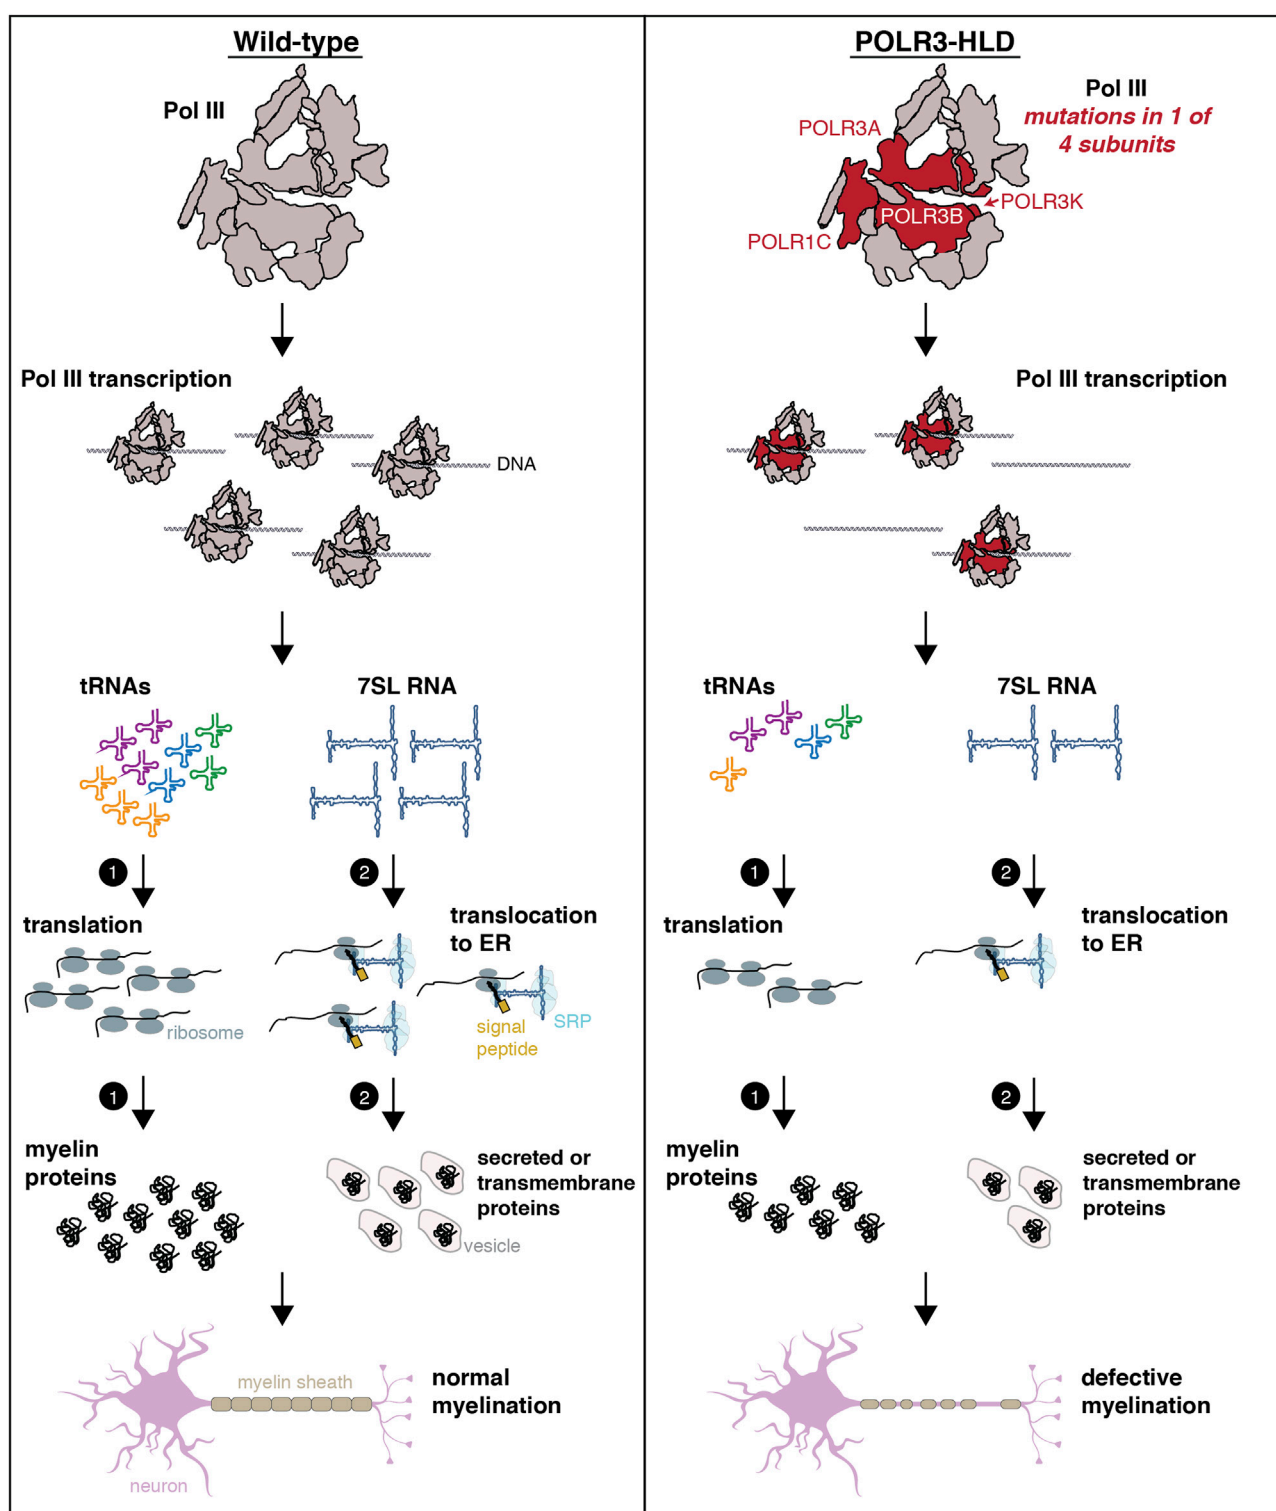 Wild-type
Pol III
Pol III transcription
DNA
tRNAs
7SL RNA
1
2
translation
translocation
to ER
ribosome
signal
peptide
SRP
1
2
myelin
proteins
secreted or
transmembrane
proteins
vesicle
myelin sheath
normal
myelination
neuron
POLR3-HLD
Pol III
mutations in 1 of
4 subunits
POLR3A
POLR3K
POLR3B
POLR1C
Pol III transcription
tRNAs
7SL RNA
1
2
translation
translocation
to ER
1
2
myelin
proteins
secreted or
transmembrane
proteins
defective
myelination